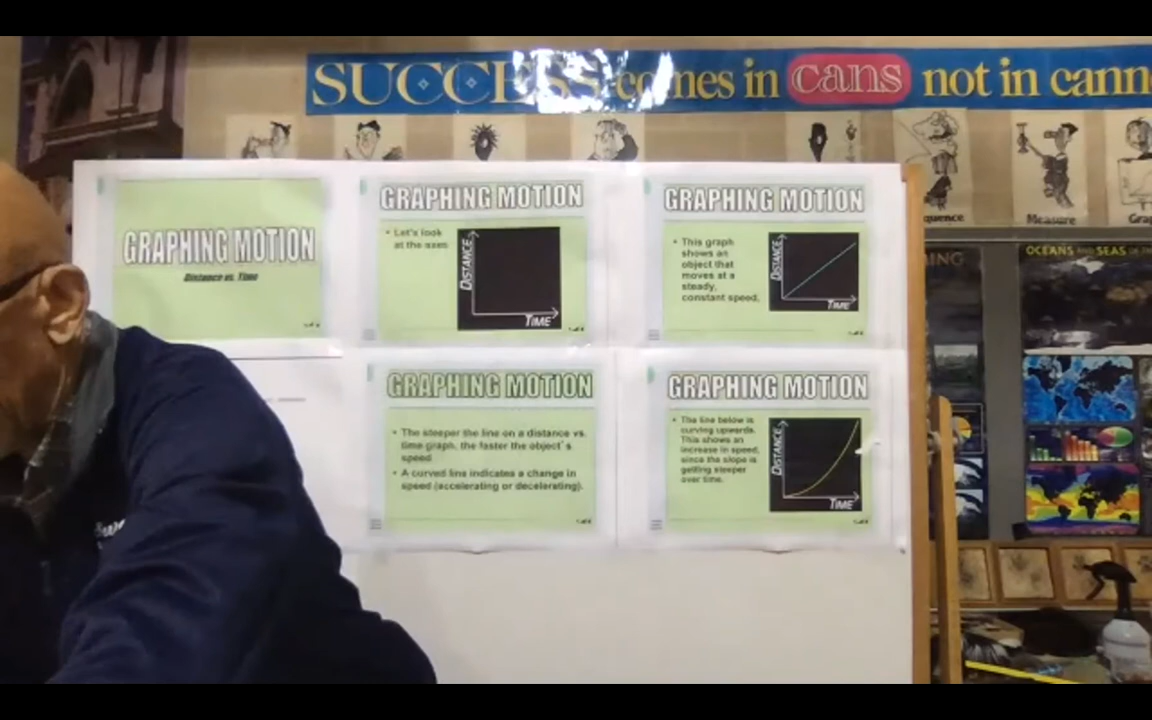 SUCCESS comes in cans not in cann
quence
Measure
Gra
GRAPHING MOTION
Distance vs. Time
GRAPHING MOTION
• Let's look
at the axes
DISTANCE
TIME
GRAPHING MOTION
• This graph
shows an
object that
moves at a
steady,
constant speed.
DISTANCE
TIME
OCEANS AND SEAS
GRAPHING MOTION
• The steeper the line on a distance vs.
time graph, the faster the object's
speed
• A curved line indicates a change in
speed (accelerating or decelerating).
GRAPHING MOTION
• The line below is
curving upwards.
This shows an
increase in speed,
since the slope is
getting steeper
over time.
DISTANCE
TIME